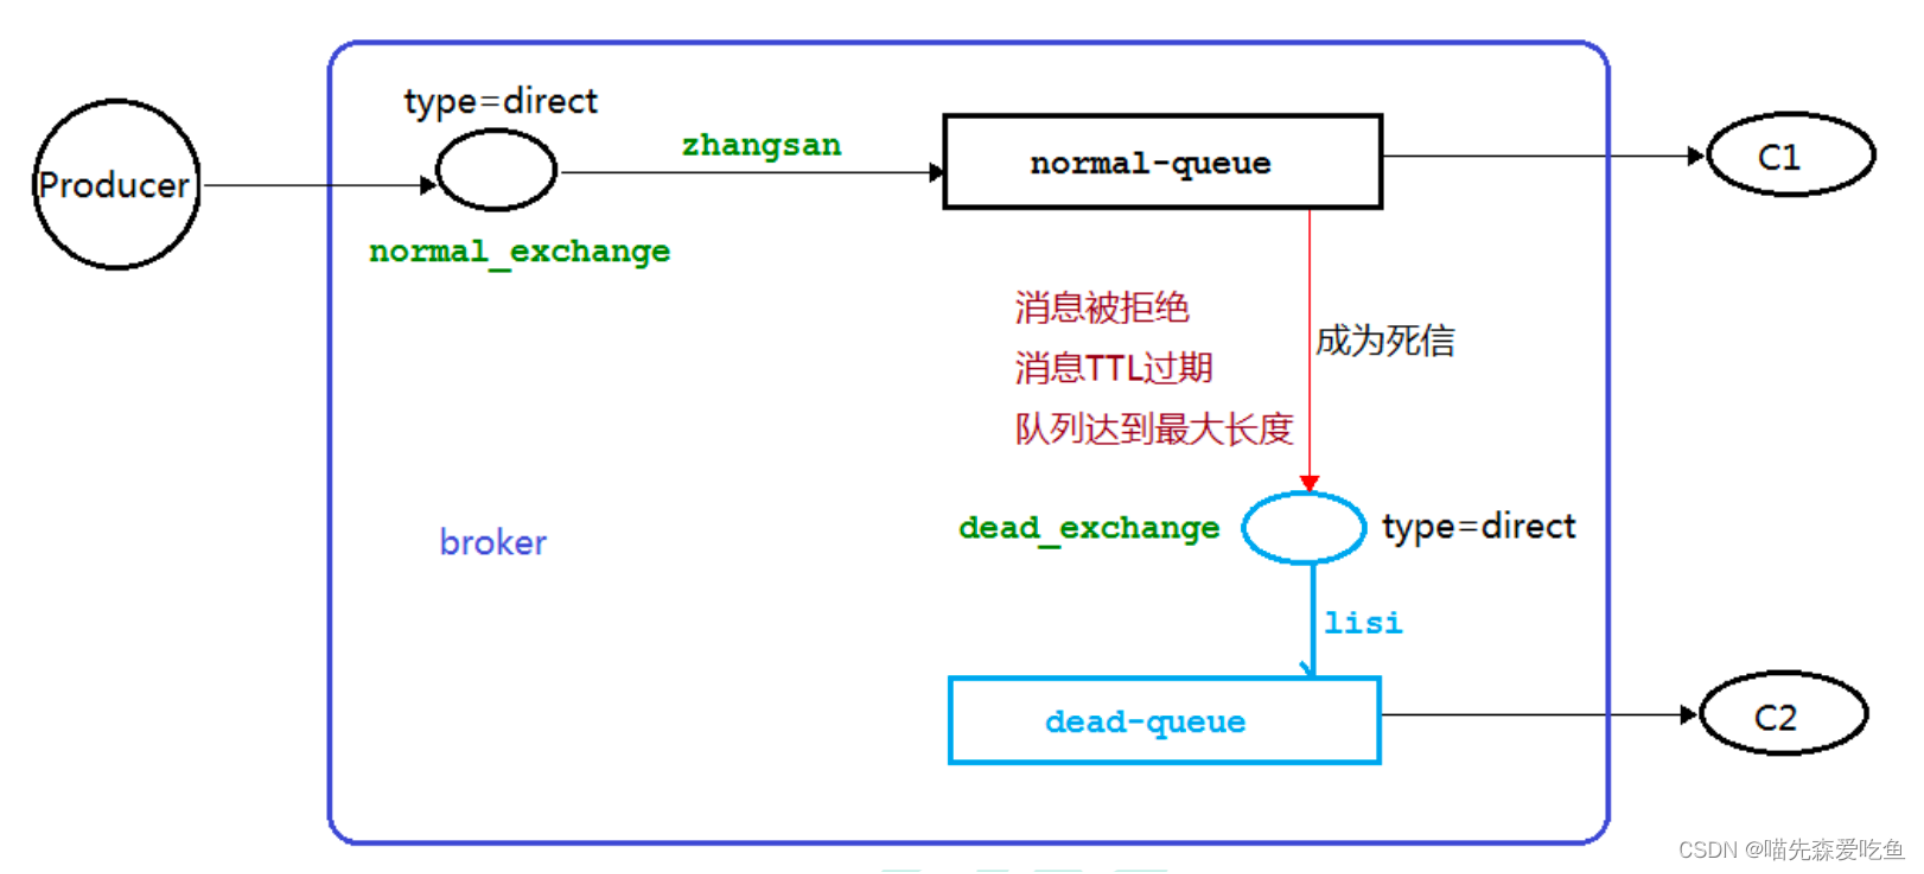 type=direct
zhangsan
normal-queue
C1
Producer
normal_exchange
消息被拒绝
消息TTL过期
队列达到最大长度
成为死信
dead_exchange
type=direct
broker
lisi
dead-queue
C2
CSDN @喵先森爱吃鱼